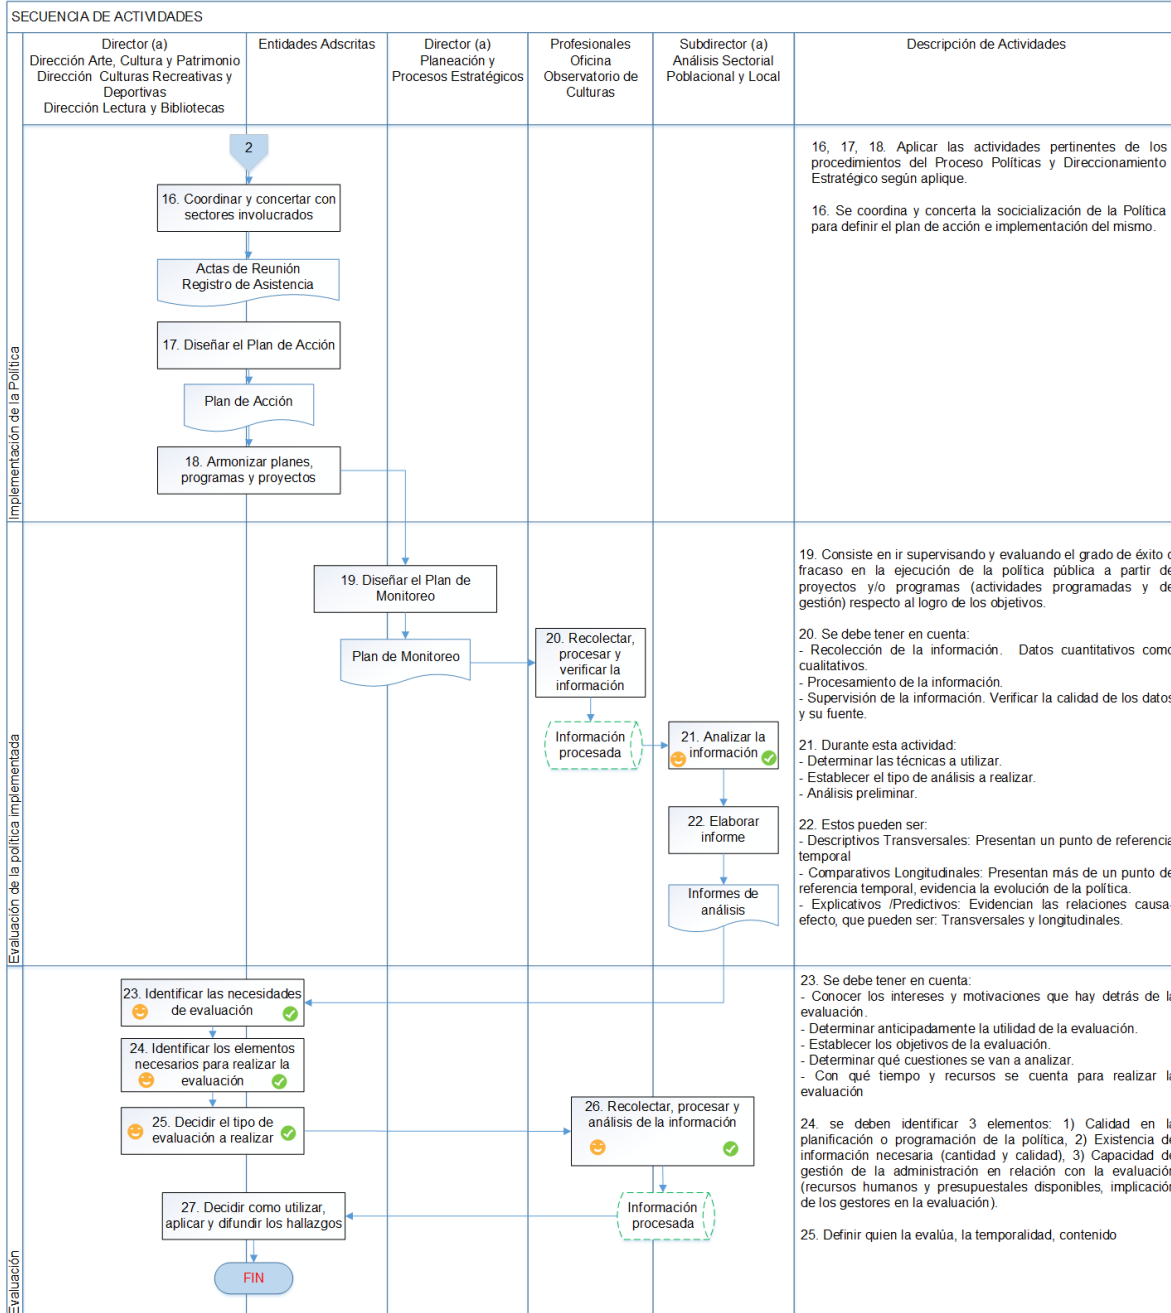 SECUENCIA DE ACTIVIDADES
Director (a)
Dirección Arte, Cultura y Patrimonio
Dirección Culturas Recreativas y
Deportivas
Dirección Lectura y Bibliotecas
Entidades Adscritas
Director (a)
Planeación y
Procesos Estratégicos
Profesionales
Oficina
Observatorio de
Culturas
Subdirector (a)
Análisis Sectorial
Poblacional y Local
Descripción de Actividades
Implementación de la Política
2
16. Coordinar y concertar con
sectores involucrados
Actas de Reunión
Registro de Asistencia
17. Diseñar el Plan de Acción
Plan de Acción
18. Armonizar planes,
programas y proyectos
16, 17, 18. Aplicar las actividades pertinentes de los
procedimientos del Proceso Políticas y Direccionamiento
Estratégico según aplique.
16. Se coordina y concerta la socicialización de la Política
para definir el plan de acción e implementación del mismo.
Evaluación de la política implementada
19. Diseñar el Plan de
Monitoreo
Plan de Monitoreo
20. Recolectar,
procesar y
verificar la
información
Información
procesada
21. Analizar la
información
22. Elaborar
informe
Informes de
análisis
19. Consiste en ir supervisando y evaluando el grado de éxito o
fracaso en la ejecución de la política pública a partir de
proyectos y/o programas (actividades programadas y de
gestión) respecto al logro de los objetivos.
20. Se debe tener en cuenta:
- Recolección de la información. Datos cuantitativos como
cualitativos.
- Procesamiento de la información.
- Supervisión de la información. Verificar la calidad de los datos
y su fuente.
21. Durante esta actividad:
- Determinar las técnicas a utilizar.
- Establecer el tipo de análisis a realizar.
- Análisis preliminar.
22. Estos pueden ser:
- Descriptivos Transversales: Presentan un punto de referencia
temporal
- Comparativos Longitudinales: Presentan más de un punto de
referencia temporal, evidencia la evolución de la política.
- Explicativos /Predictivos: Evidencian las relaciones causa-
efecto, que pueden ser: Transversales y longitudinales.
Evaluación
23. Identificar las necesidades
de evaluación
24. Identificar los elementos
necesarios para realizar la
evaluación
25. Decidir el tipo de
evaluación a realizar
26. Recolectar, procesar y
análisis de la información
Información
procesada
27. Decidir como utilizar,
aplicar y difundir los hallazgos
FIN
23. Se debe tener en cuenta:
- Conocer los intereses y motivaciones que hay detrás de la
evaluación.
- Determinar anticipadamente la utilidad de la evaluación.
- Establecer los objetivos de la evaluación.
- Determinar qué cuestiones se van a analizar.
- Con qué tiempo y recursos se cuenta para realizar la
evaluación
24. se deben identificar 3 elementos: 1) Calidad en la
planificación o programación de la política, 2) Existencia de
información necesaria (cantidad y calidad), 3) Capacidad de
gestión de la administración en relación con la evaluación
(recursos humanos y presupuestales disponibles, implicación
de los gestores en la evaluación).
25. Definir quien la evalúa, la temporalidad, contenido